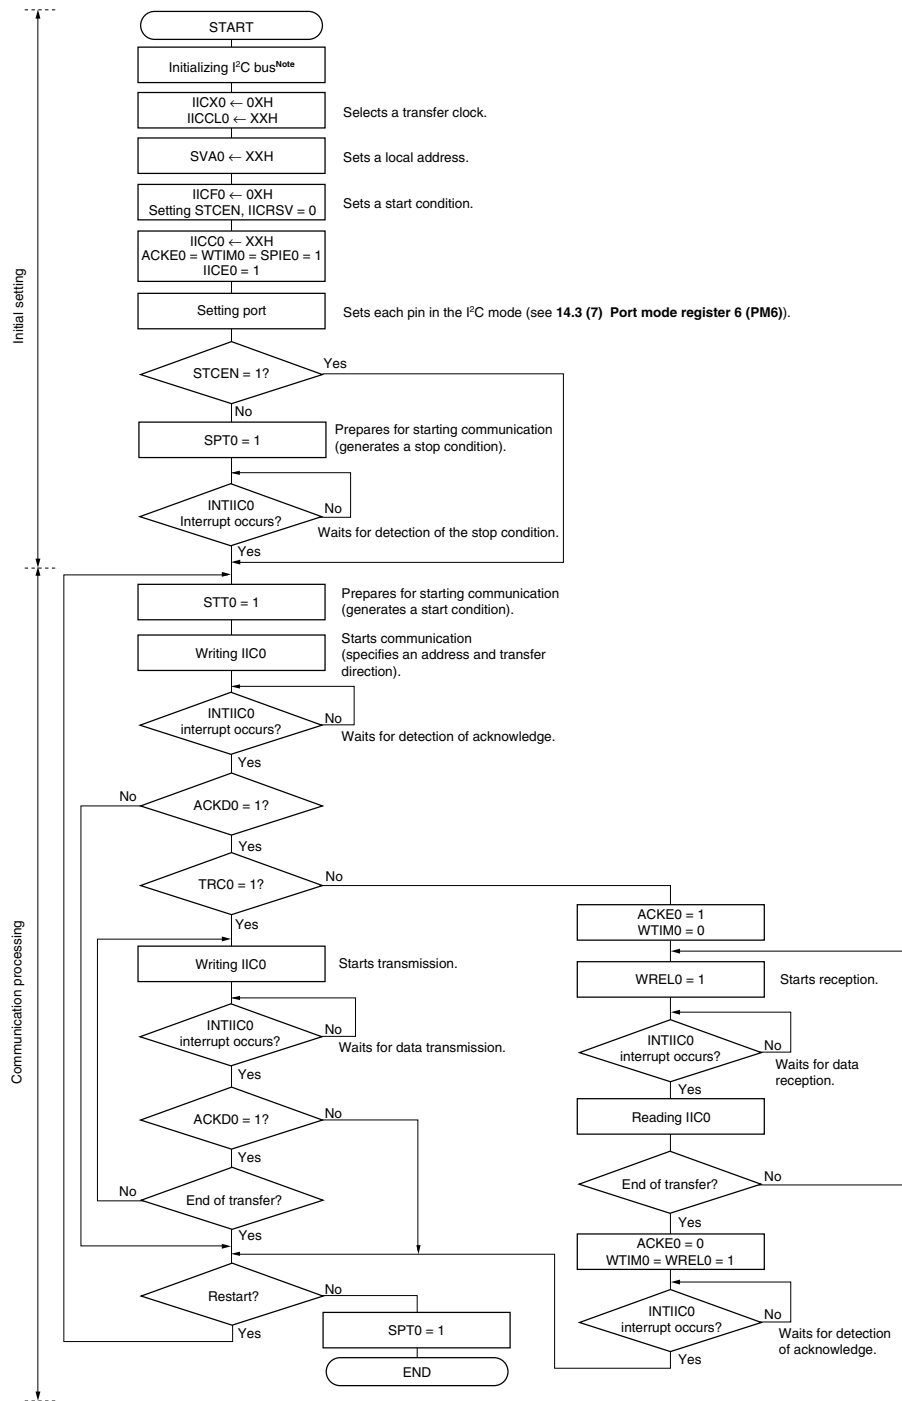 START
Initializing I²C bus^Note
IICX0 ← 0XH
IICCL0 ← XXH
Selects a transfer clock.
SVA0 ← XXH
Sets a local address.
IICF0 ← 0XH
Setting STCEN, IICRSV = 0
Sets a start condition.
IICC0 ← XXH
ACKE0 = WTIM0 = SPIE0 = 1
IICE0 = 1
Setting port
Sets each pin in the I²C mode (see 14.3 (7) Port mode register 6 (PM6)).
Initial setting
STCEN = 1?
Yes
No
SPT0 = 1
Prepares for starting communication
(generates a stop condition).
INTIIC0
Interrupt occurs?
No
Waits for detection of the stop condition.
Yes
STT0 = 1
Prepares for starting communication
(generates a start condition).
Writing IIC0
Starts communication
(specifies an address and transfer
direction).
INTIIC0
interrupt occurs?
No
Waits for detection of acknowledge.
Yes
No
ACKD0 = 1?
Yes
TRC0 = 1?
No
Yes
ACKE0 = 1
WTIM0 = 0
Communication processing
Writing IIC0
Starts transmission.
WREL0 = 1
Starts reception.
INTIIC0
interrupt occurs?
No
Waits for data transmission.
Yes
INTIIC0
interrupt occurs?
No
Waits for data
reception.
Yes
ACKD0 = 1?
No
Yes
Reading IIC0
End of transfer?
No
Yes
End of transfer?
No
Yes
ACKE0 = 0
WTIM0 = WREL0 = 1
Restart?
No
Yes
INTIIC0
interrupt occurs?
No
Waits for detection
of acknowledge.
Yes
SPT0 = 1
END